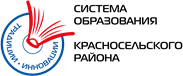 СИСТЕМА
ОБРАЗОВАНИЯ
КРАСНОСЕЛЬСКОГО
РАЙОНА
ТРАДИЦИИ • ИННОВАЦИИ